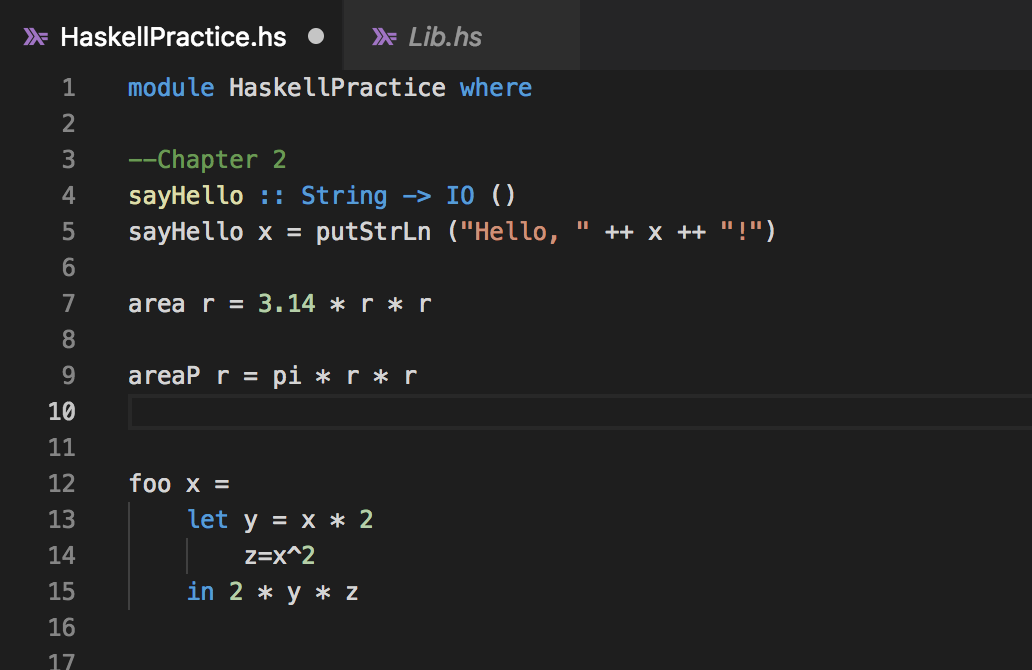 HaskellPractice.hs Lib.hs
1 module HaskellPractice where
2
3 --Chapter 2
4 sayHello :: String -> IO ()
5 sayHello x = putStrLn ("Hello, " ++ x ++ "!")
6
7 area r = 3.14 * r * r
8
9 areaP r = pi * r * r
10
11
12 foo x =
13     let y = x * 2
14         z=x^2
15     in 2 * y * z
16
17